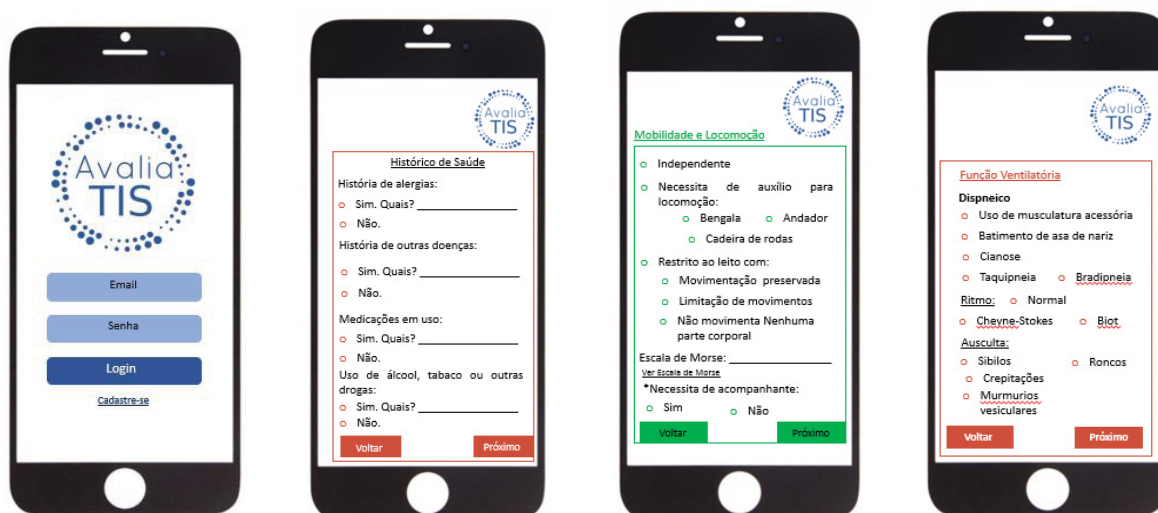 Avalia
TIS
Email
Senha
Login
Cadastre-se
Avalia
TIS
Histórico de Saúde
História de alergias:
Sim. Quais? ____________________
Não.
História de outras doenças:
Sim. Quais? ____________________
Não.
Medicações em uso:
Sim. Quais? ____________________
Não.
Uso de álcool, tabaco ou outras
drogas:
Sim. Quais? ____________________
Não.
Voltar Próximo
Avalia
TIS
Mobilidade e Locomoção
Independente
Necessita de auxílio para
locomoção:
Bengala Andador
Cadeira de rodas
Restrito ao leito com:
Movimentação preservada
Limitação de movimentos
Não movimenta Nenhuma
parte corporal
Escala de Morse: ____________________
Ver Escala de Morse
*Necessita de acompanhante:
Sim Não
Voltar Próximo
Avalia
TIS
Função Ventilatória
Dispneico
Uso de musculatura acessória
Batimento de asa de nariz
Cianose
Taquipneia Bradipneia
Ritmo: Normal
Cheyne-Stokes Biot
Ausculta:
Sibilos Roncos
Crepitações
Murmurios
vesiculares
Voltar Próximo